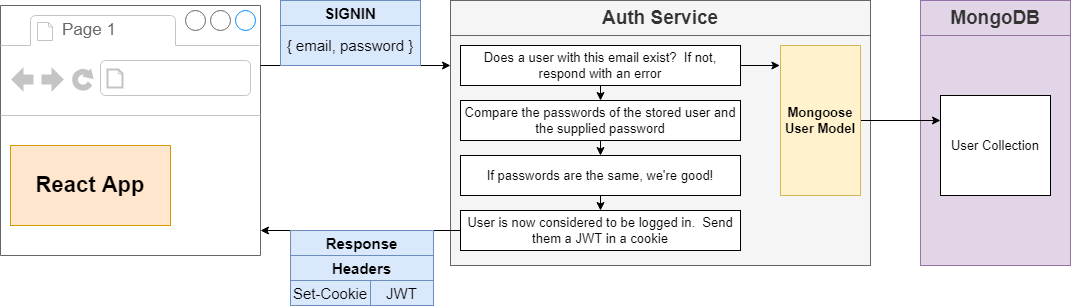 Page 1
React App
SIGNIN
{ email, password }
Response
Headers
Set-Cookie
JWT
Auth Service
Does a user with this email exist?  If not,
respond with an error
Compare the passwords of the stored user and
the supplied password
If passwords are the same, we're good!
User is now considered to be logged in.  Send
them a JWT in a cookie
Mongoose
User Model
MongoDB
User Collection